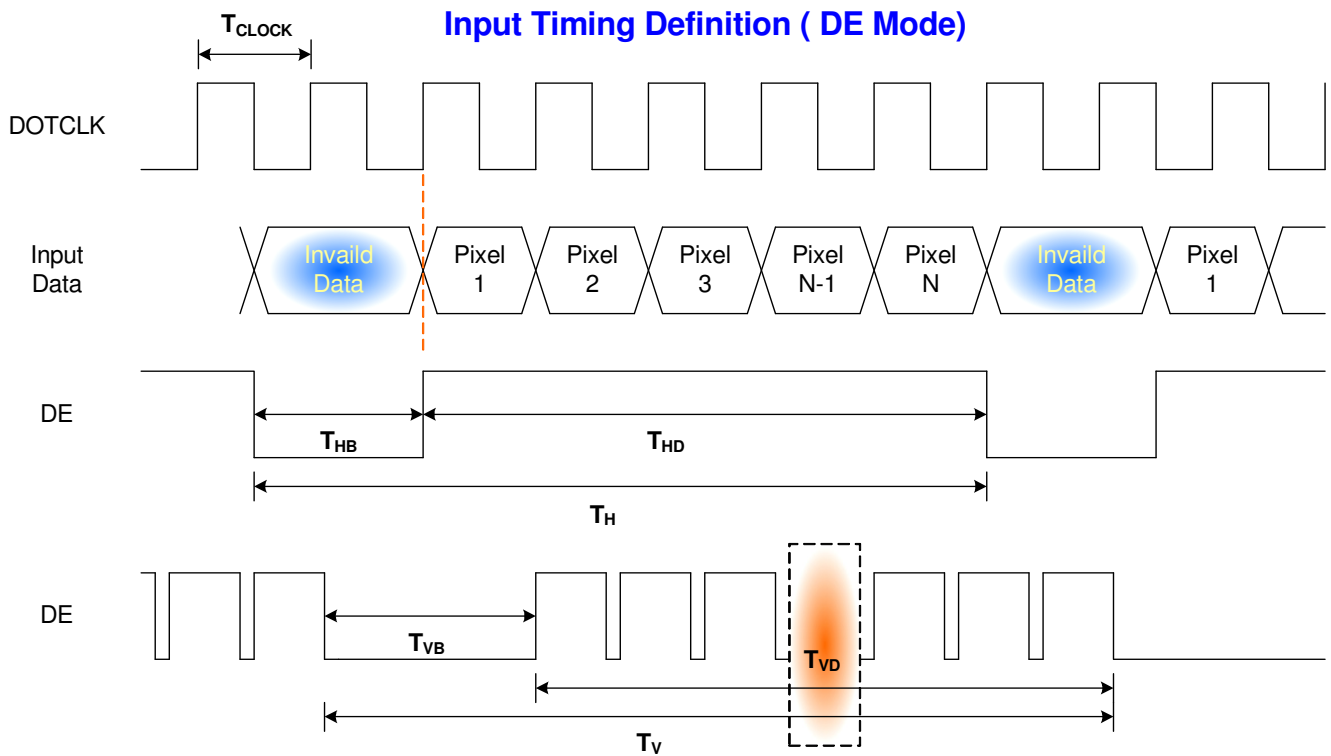 Input Timing Definition ( DE Mode)
TCLOCK
DOTCLK
Input
Data
Invaild
Data
Pixel
1
Pixel
2
Pixel
3
Pixel
N-1
Pixel
N
Invaild
Data
Pixel
1
DE
THB
THD
TH
DE
TVB
TVD
TV